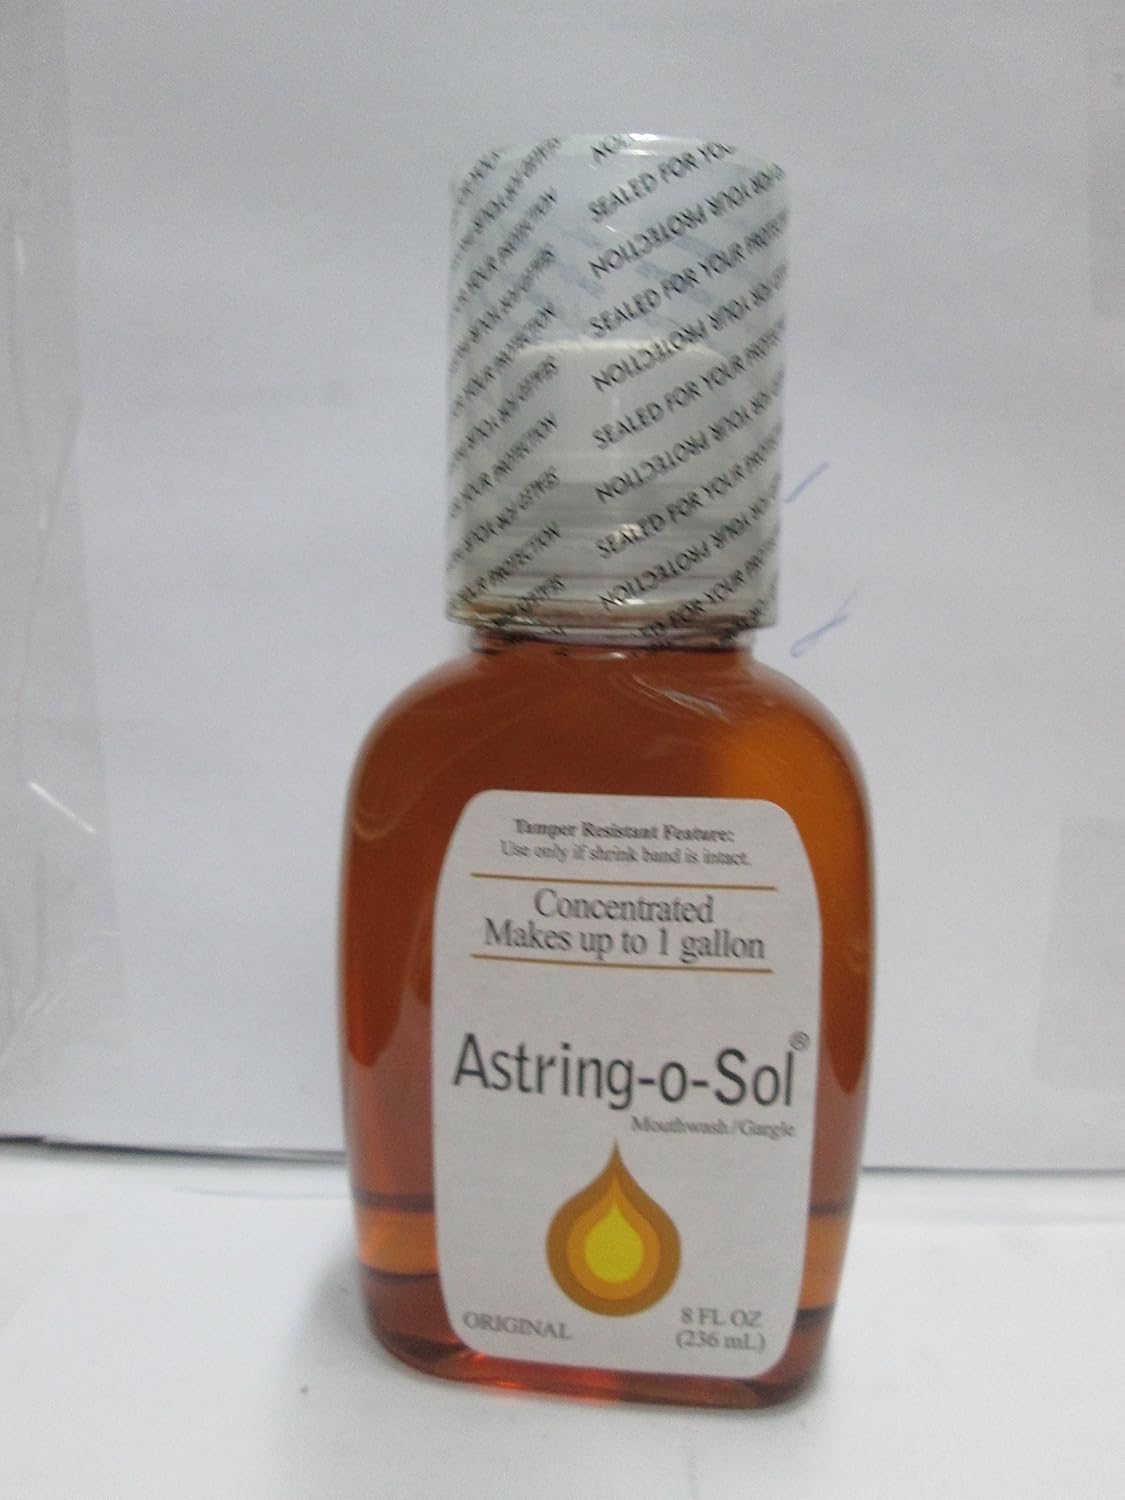 SEALED FOR YOUR PROTECTION
Tamper Resistant Feature:
Use only if shrink band is intact.
Concentrated
Makes up to 1 gallon
Astring-o-Sol®
Mouthwash/Gargle
ORIGINAL
8 FL OZ
(236 mL)